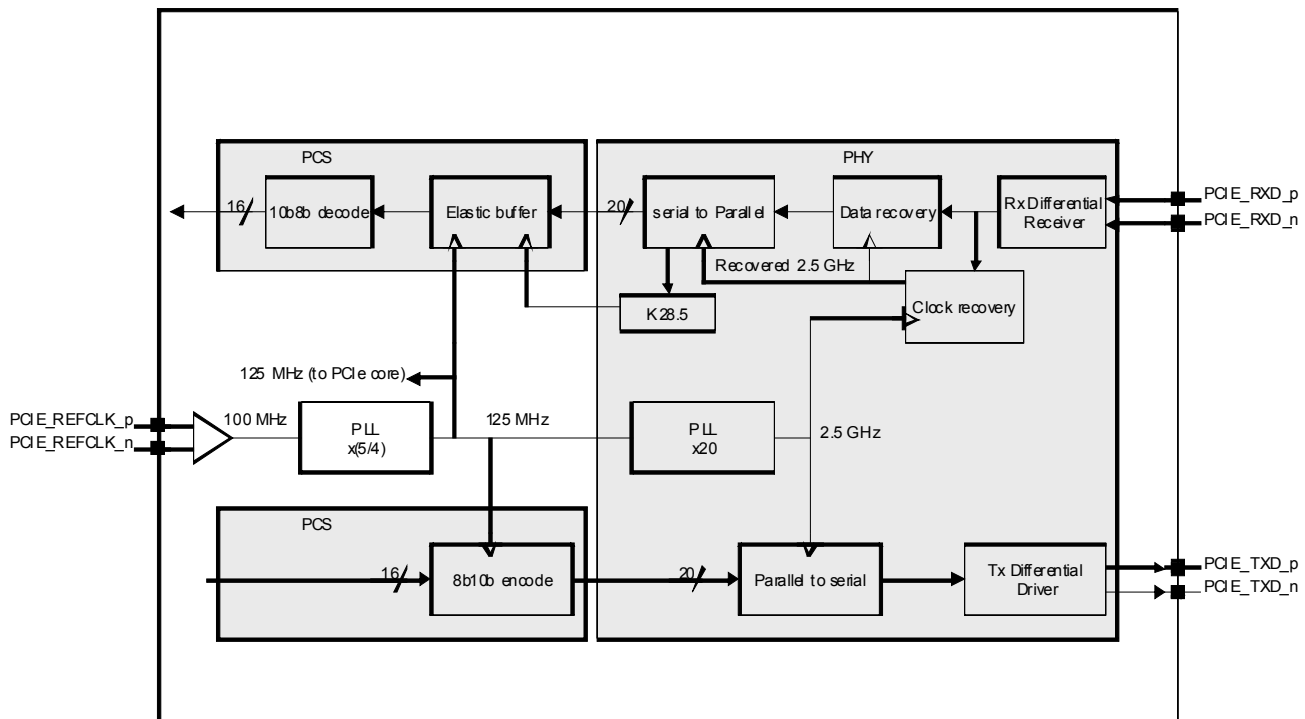 PCS
PHY
16
10b8b decode
Elastic buffer
20
serial to Parallel
Data recovery
Rx Differential
Receiver
PCIE_RXD_p
PCIE_RXD_n
Recovered 2.5 GHz
K28.5
Clock recovery
125 MHz (to PCIe core)
PCIE_REFCLK_p
PCIE_REFCLK_n
100 MHz
PLL
x(5/4)
125 MHz
PLL
x20
2.5 GHz
PCS
16
8b10b encode
20
Parallel to serial
Tx Differential
Driver
PCIE_TXD_p
PCIE_TXD_n